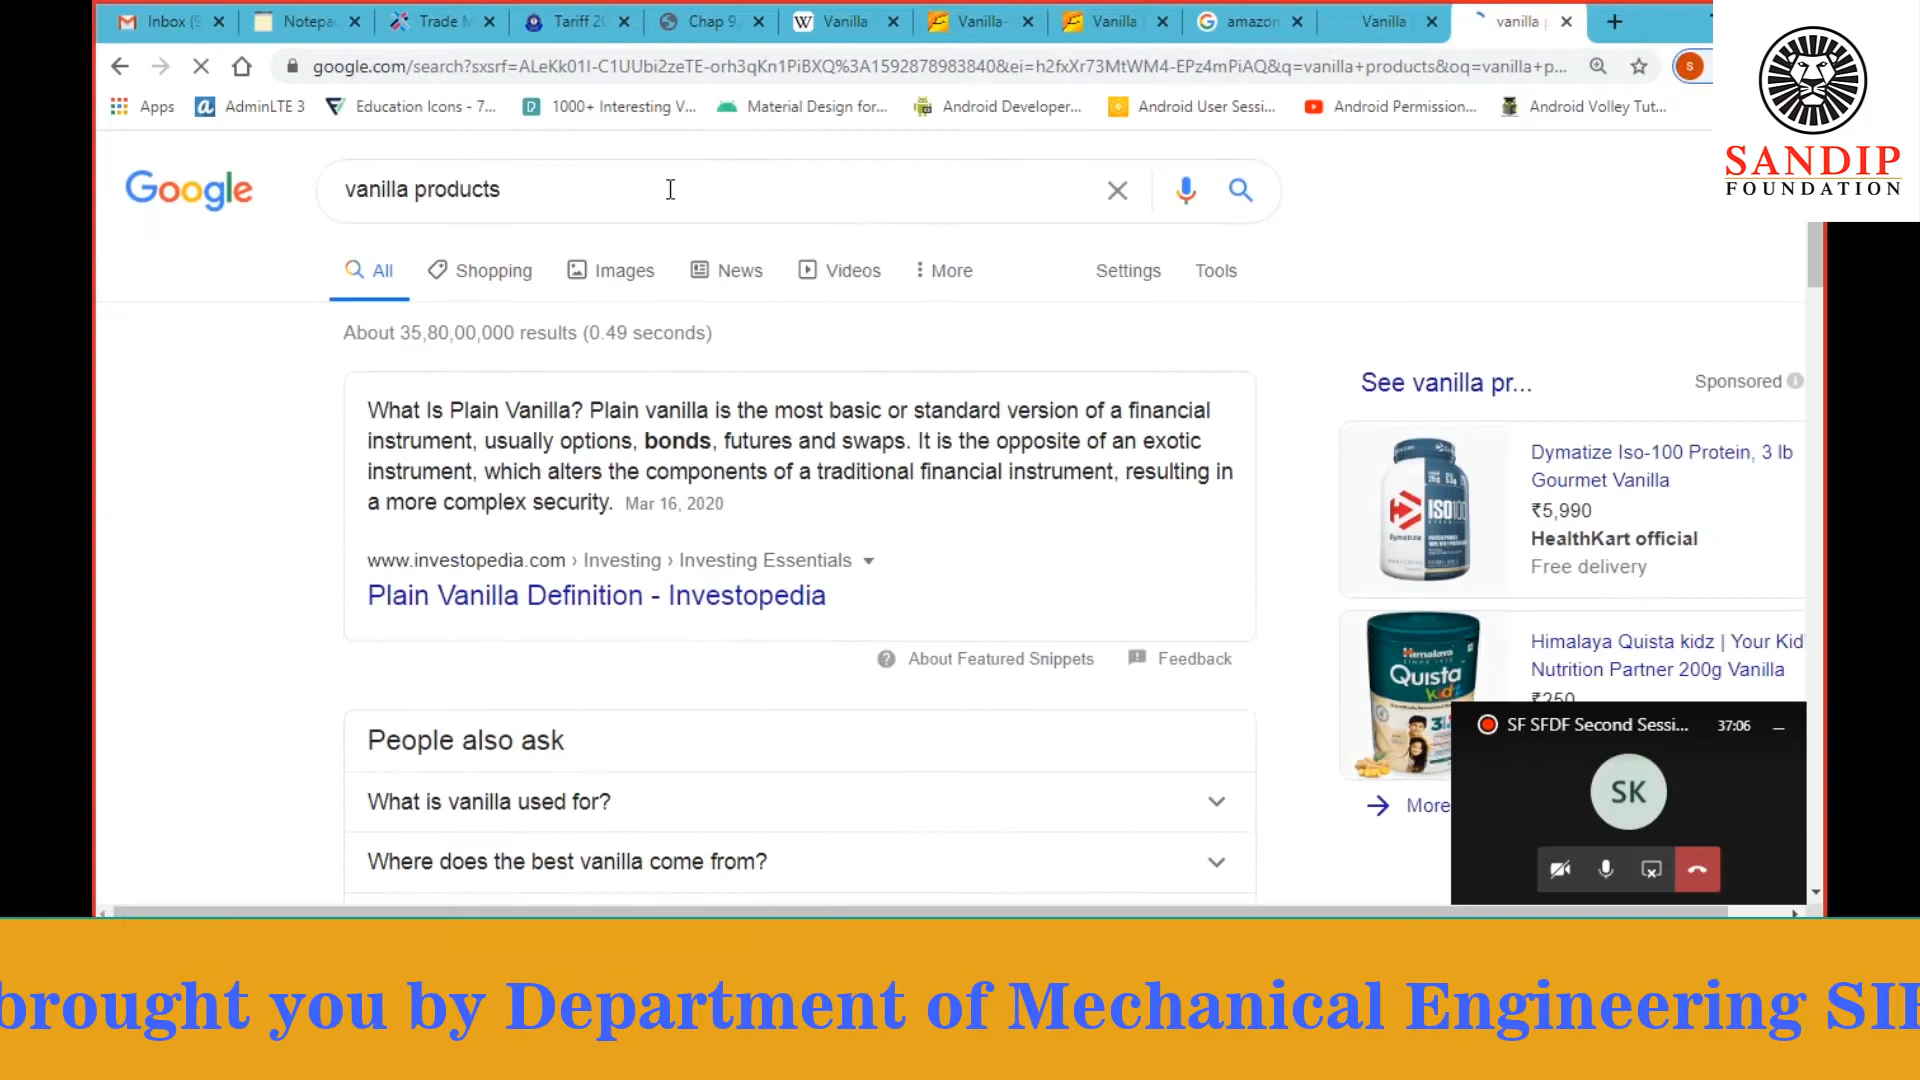 Inbox (9
Notepa
Trade M
Tariff 20
Chap 9.
Vanilla
Vanilla-
Vanilla
amazon
Vanilla
vanilla p
google.com/search?sxsrf=ALeKk01I-C1UUbi2zeTE-orh3qKn1PiBXQ%3A1592878983840&ei=h2fxXr73MtWM4-EPz4mPiAQ&q=vanilla+products&oq=vanilla+p...
S
Apps
AdminLTE 3
Education Icons - 7...
1000+ Interesting V...
Material Design for...
Android Developer...
Android User Sessi...
Android Permission...
Android Volley Tut...
SANDIP
FOUNDATION
Google
vanilla products
All
Shopping
Images
News
Videos
More
Settings
Tools
About 35,80,00,000 results (0.49 seconds)
What Is Plain Vanilla? Plain vanilla is the most basic or standard version of a financial
instrument, usually options, bonds, futures and swaps. It is the opposite of an exotic
instrument, which alters the components of a traditional financial instrument, resulting in
a more complex security. Mar 16, 2020
www.investopedia.com › Investing › Investing Essentials
Plain Vanilla Definition - Investopedia
About Featured Snippets
Feedback
People also ask
What is vanilla used for?
Where does the best vanilla come from?
See vanilla pr...
Sponsored
ISO100
Dymatize
Dymatize Iso-100 Protein, 3 lb
Gourmet Vanilla
₹5,990
HealthKart official
Free delivery
Himalaya
Quista
kidz
Himalaya Quista kidz | Your Kid'
Nutrition Partner 200g Vanilla
₹250
More
SF SFDF Second Sessi...
37:06
SK
brought you by Department of Mechanical Engineering